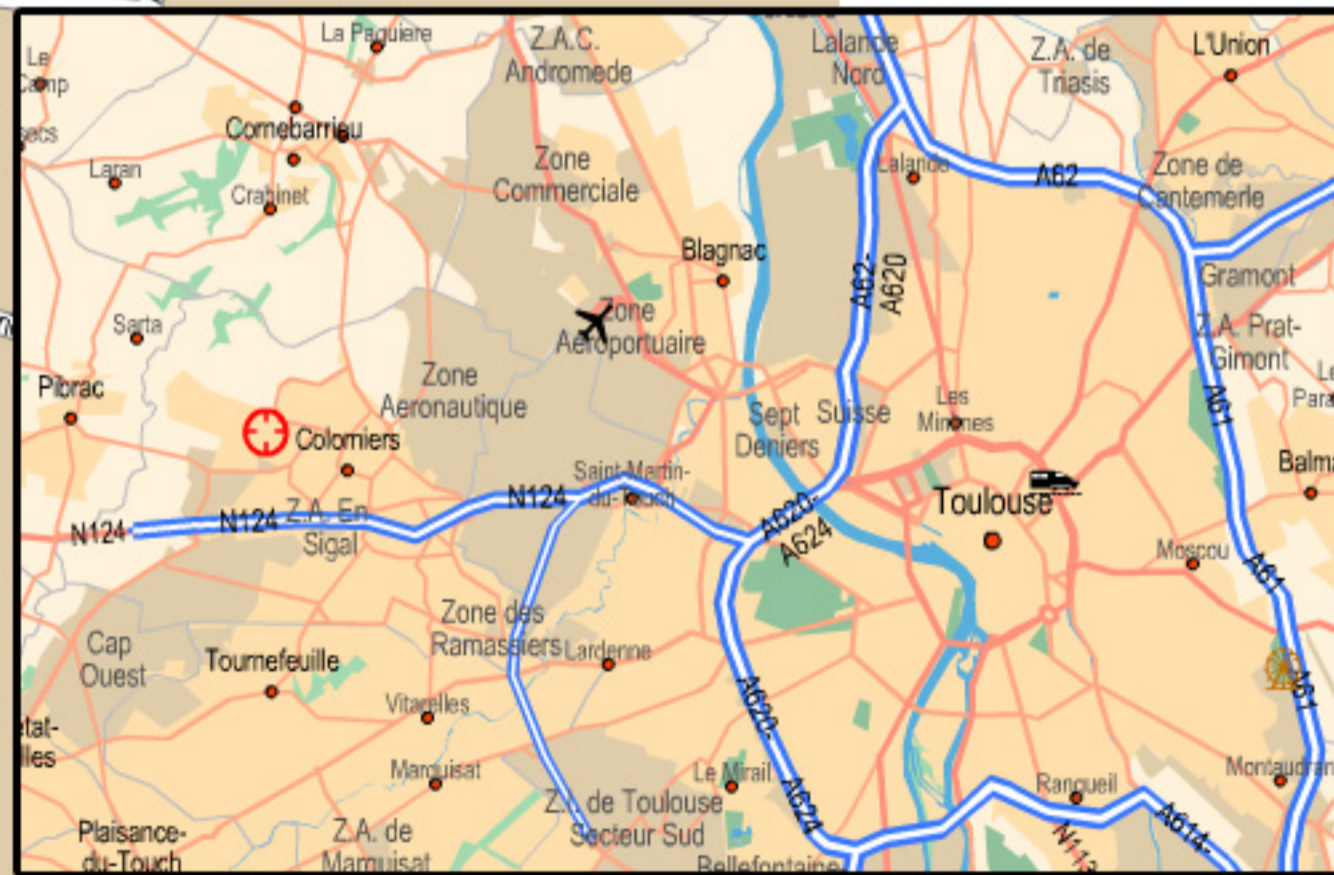 La Paguiere
Z.A.C.
Andromede
Lalande
Nord
Z.A. de
Triasis
L'Union
Le
Camp
Cornebarrieu
Laran
Crabinet
Zone
Commerciale
Lalande
A62
Zone de
Cantemerle
Blagnac
A62-
A620
Gramont
Sarta
Zone
Aeroportuaire
Z.A. Prat-
Gimont
Pibrac
Zone
Aeronautique
Sept
Deniers
Suisse
Les
Minimes
A61
Le
Colomiers
Saint-Martin-
du-Touch
Toulouse
N124
N124
N124
Z.A. En
Sigal
A620-
A624
Moscou
A61
Cap
Ouest
Tournefeuille
Zone des
Ramassiers
Lardenne
A61
Vitarelles
A620-
A624
Marquisat
Z.I. de Toulouse
Secteur Sud
Le Mirail
Rangueil
Montaudran
Plaisance-
du-Touch
Z.A. de
Marquisat
Bellefontaine
N113
A614-